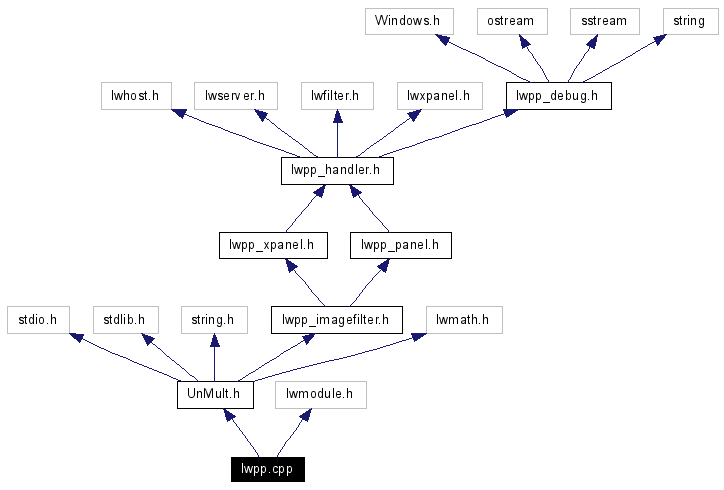 Windows.h
ostream
sstream
string
lwhost.h
lwserver.h
lwfilter.h
lwxpanel.h
lwpp_debug.h
lwpp_handler.h
lwpp_xpanel.h
lwpp_panel.h
stdio.h
stdlib.h
string.h
lwpp_imagefilter.h
lwmath.h
UnMult.h
lwmodule.h
lwpp.cpp